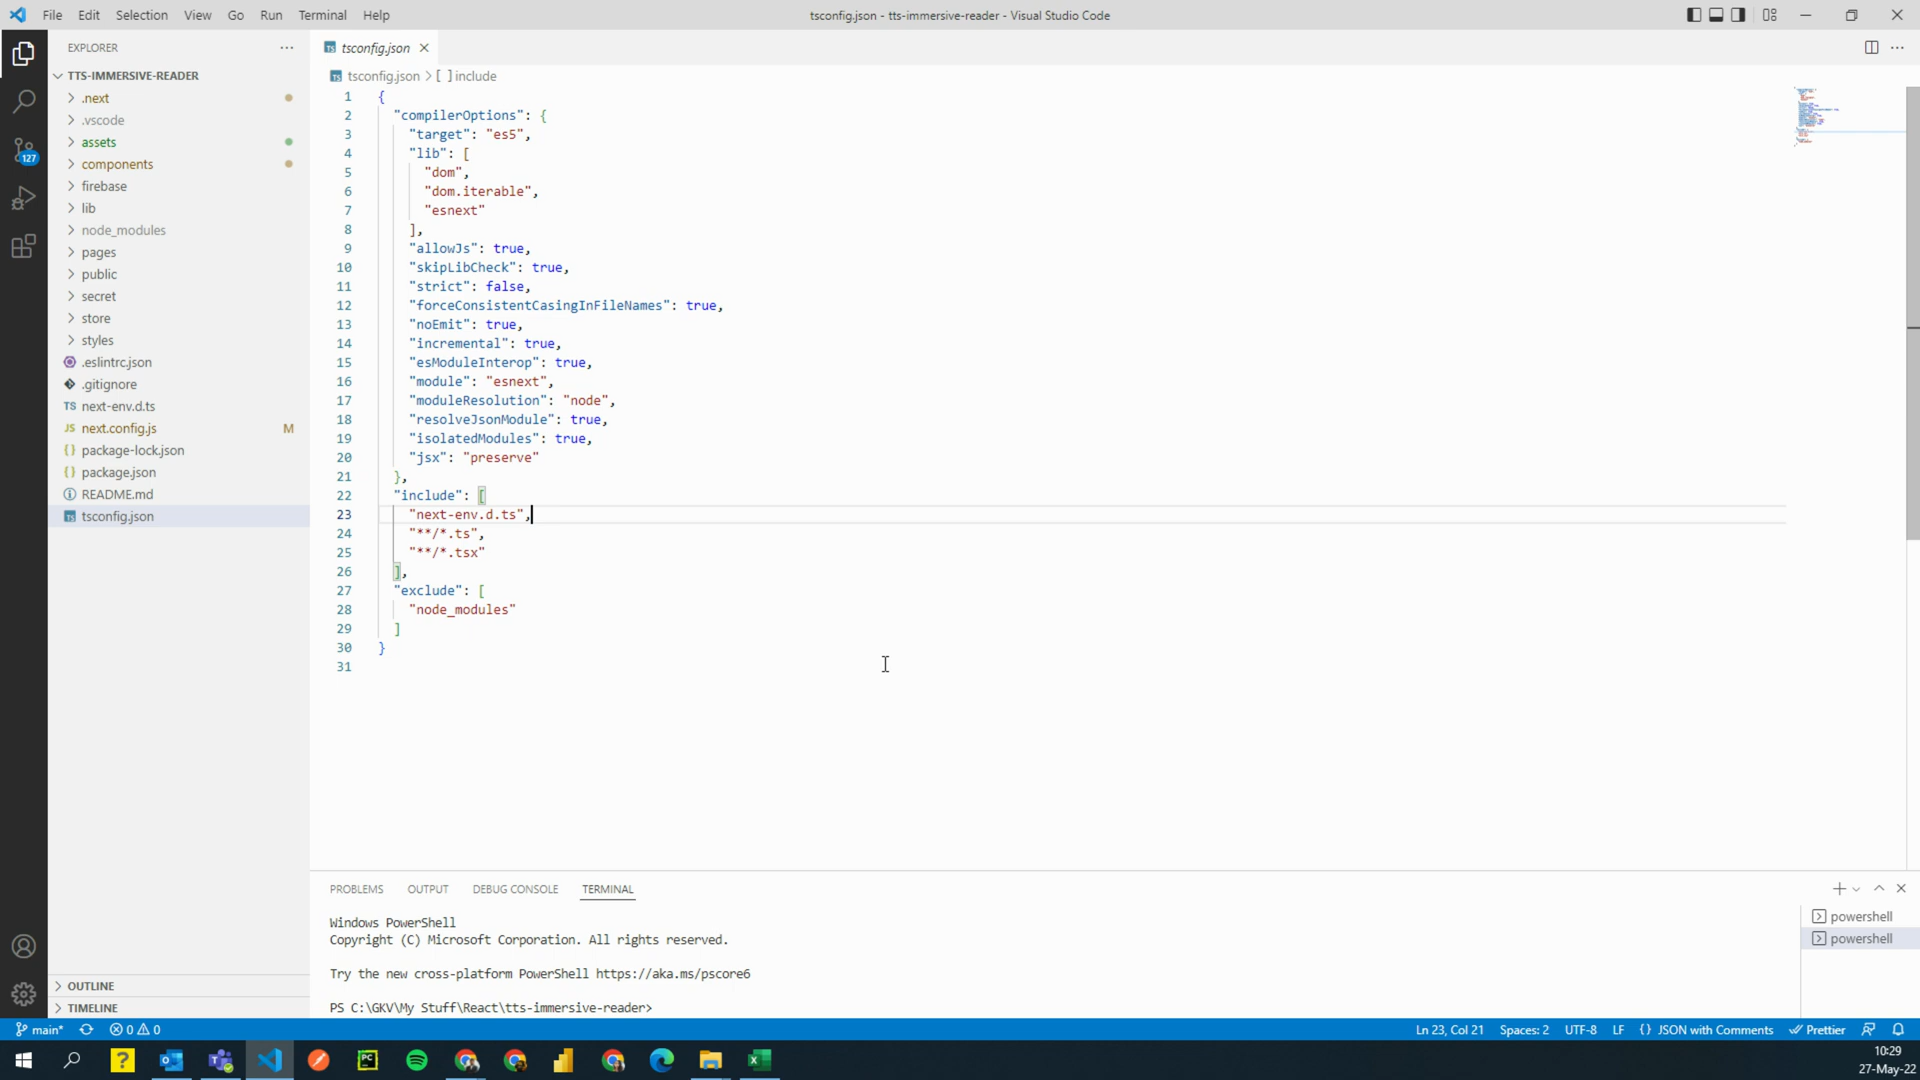 File Edit Selection View Go Run Terminal Help
tsconfig.json - tts-immersive-reader - Visual Studio Code
EXPLORER
TTS-IMMERSIVE-READER
.next
.vscode
assets
components
firebase
lib
node_modules
pages
public
secret
store
styles
.eslintrc.json
.gitignore
TS next-env.d.ts
JS next.config.js M
{} package-lock.json
{} package.json
README.md
TS tsconfig.json
OUTLINE
TIMELINE
127
TS tsconfig.json
TS tsconfig.json > [ ] include
1 {
2 "compilerOptions": {
3 "target": "es5",
4 "lib": [
5 "dom",
6 "dom.iterable",
7 "esnext"
8 ],
9 "allowJs": true,
10 "skipLibCheck": true,
11 "strict": false,
12 "forceConsistentCasingInFileNames": true,
13 "noEmit": true,
14 "incremental": true,
15 "esModuleInterop": true,
16 "module": "esnext",
17 "moduleResolution": "node",
18 "resolveJsonModule": true,
19 "isolatedModules": true,
20 "jsx": "preserve"
21 },
22 "include": [
23 "next-env.d.ts",
24 "**/*.ts",
25 "**/*.tsx"
26 ],
27 "exclude": [
28 "node_modules"
29 ]
30 }
31
PROBLEMS OUTPUT DEBUG CONSOLE TERMINAL
Windows PowerShell
Copyright (C) Microsoft Corporation. All rights reserved.
Try the new cross-platform PowerShell https://aka.ms/pscore6
PS C:\GKV\My Stuff\React\tts-immersive-reader>
powershell
powershell
main* 0 0
Ln 23, Col 21 Spaces: 2 UTF-8 LF {} JSON with Comments Prettier
PC
10:29
27-May-22